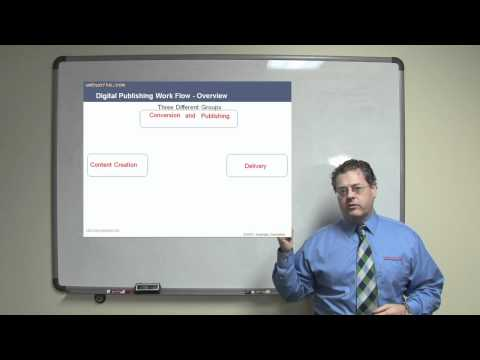 Digital Publishing Work Flow - Overview
Three Different Groups
Conversion and Publishing
Content Creation
Delivery